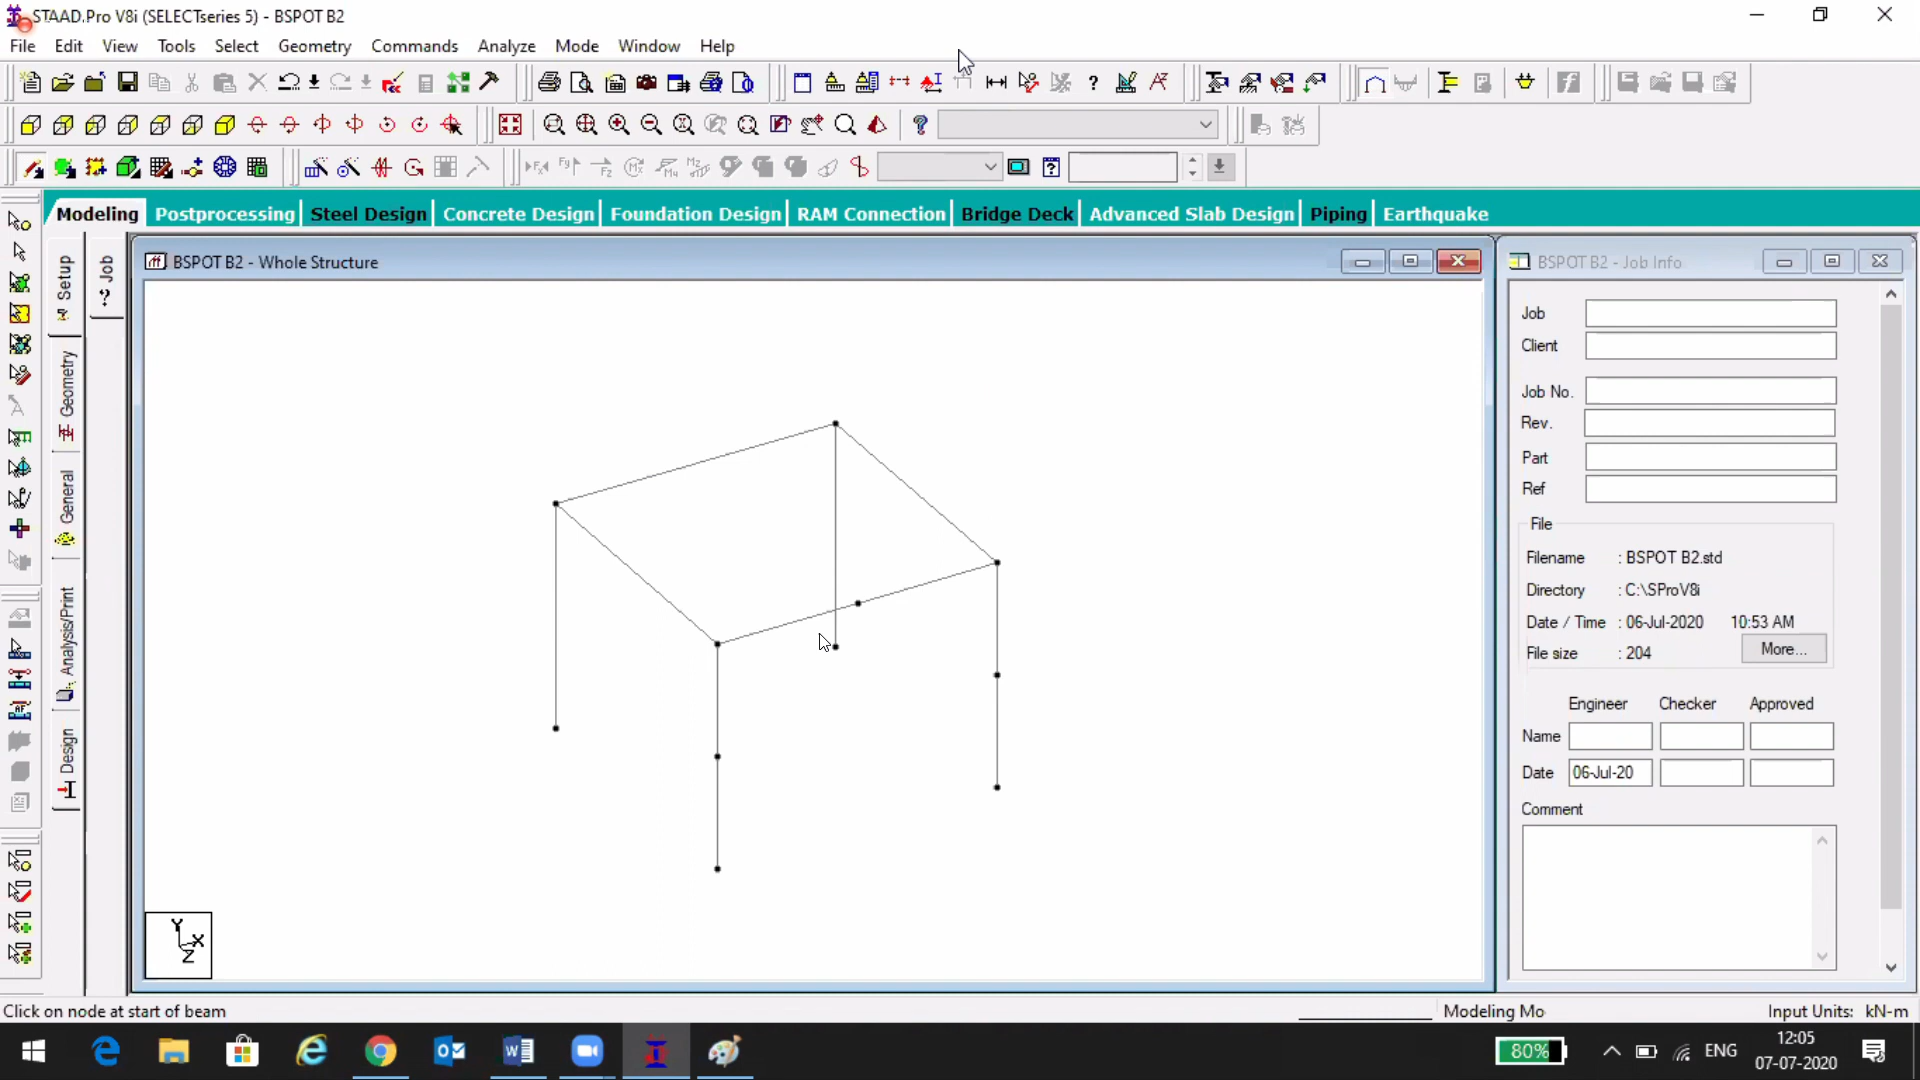 STAAD.Pro V8i (SELECTseries 5) - BSPOT B2
File Edit View Tools Select Geometry Commands Analyze Mode Window Help
Modeling Postprocessing Steel Design Concrete Design Foundation Design RAM Connection Bridge Deck Advanced Slab Design Piping Earthquake
Setup
Geometry
General
Analysis/Print
Design
Job
BSPOT B2 - Whole Structure
Y
X
Z
BSPOT B2 - Job Info
Job
Client
Job No.
Rev.
Part
Ref
File
Filename : BSPOT B2.std
Directory : C:\SProV8i
Date / Time : 06-Jul-2020 10:53 AM
File size : 204 More...
Engineer Checker Approved
Name
Date 06-Jul-20
Comment
Click on node at start of beam
Modeling Mo
Input Units: kN-m
80%
ENG
12:05
07-07-2020